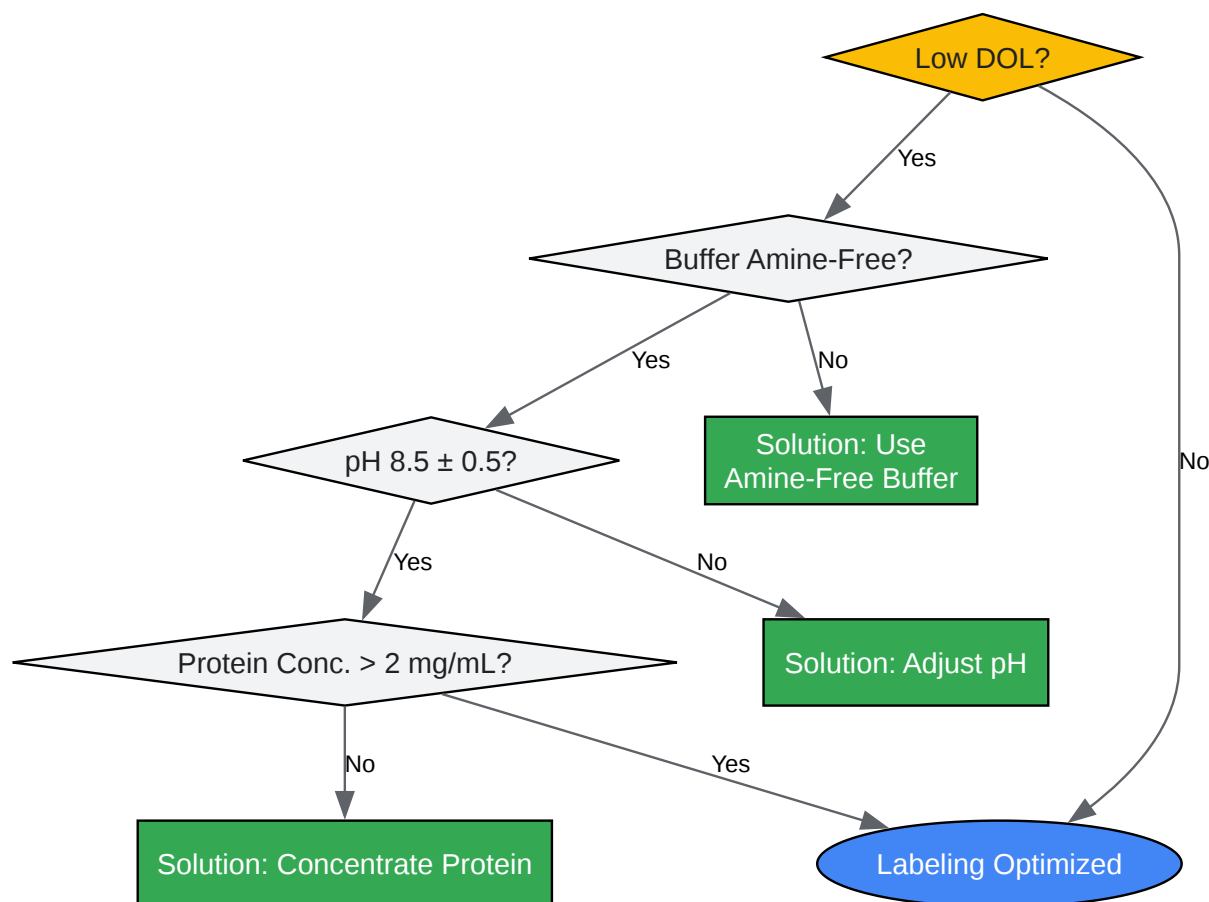 Low DOL?
Yes
Buffer Amine-Free?
Yes
No
Solution: Use
Amine-Free Buffer
pH 8.5 ± 0.5?
No
Yes
No
Protein Conc. > 2 mg/mL?
Solution: Adjust pH
No
Yes
Solution: Concentrate Protein
Labeling Optimized